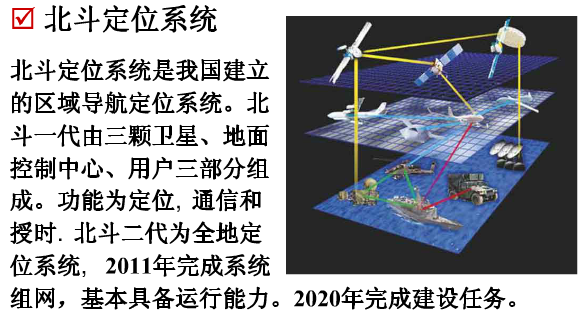 北斗定位系统
北斗定位系统是我国建立
的区域导航定位系统。北
斗一代由三颗卫星、地面
控制中心、用户三部分组
成。功能为定位, 通信和
授时. 北斗二代为全地定
位系统, 2011年完成系统
组网，基本具备运行能力。2020年完成建设任务。